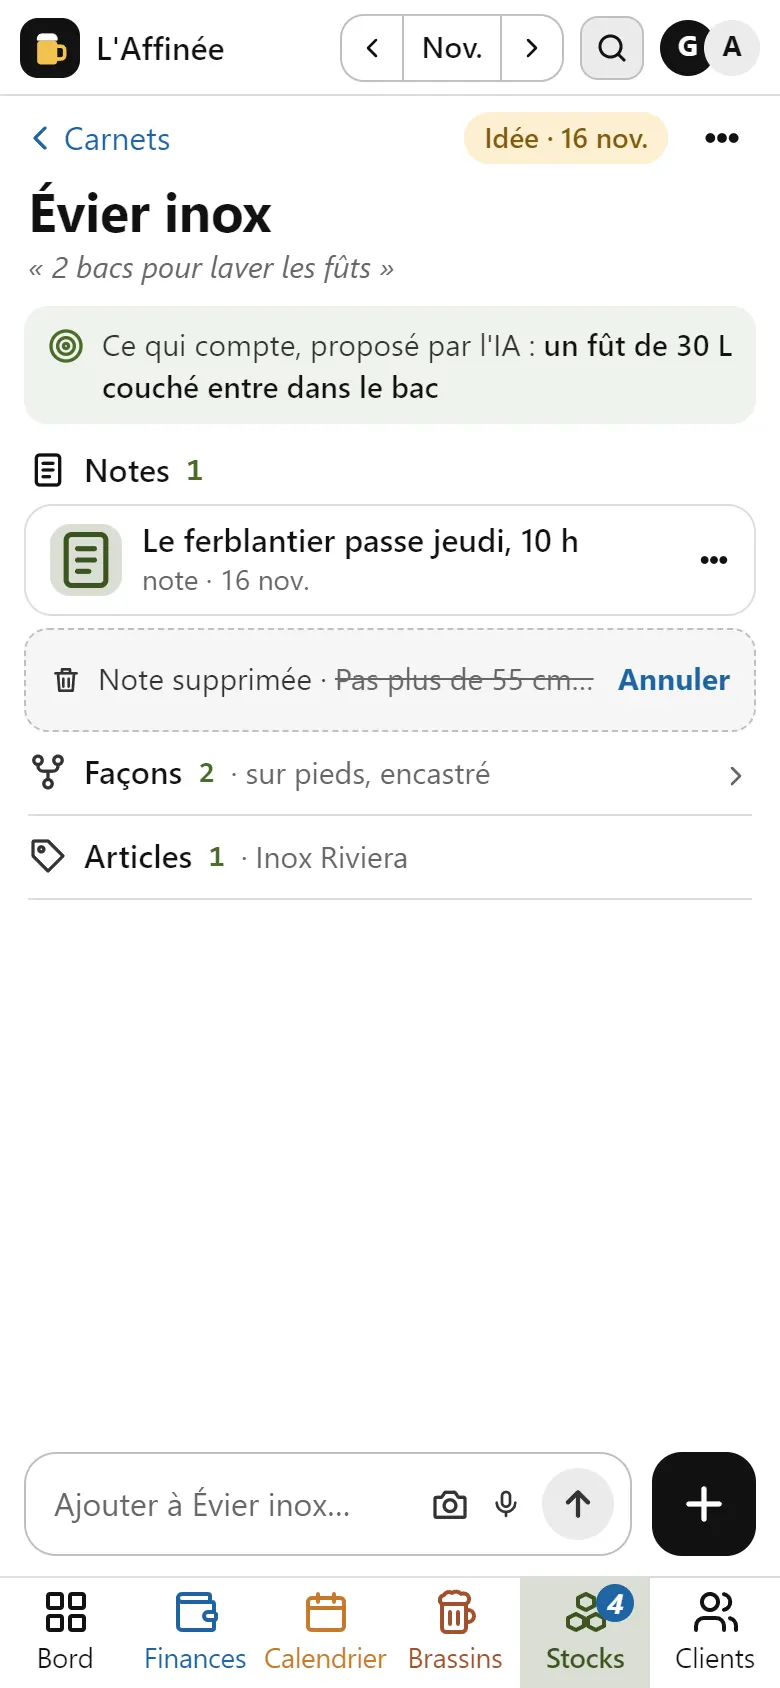 L'Affinée
Nov.
G
A
Carnets
Idée · 16 nov.
Évier inox
« 2 bacs pour laver les fûts »
Ce qui compte, proposé par l'IA : un fût de 30 L
couché entre dans le bac
Notes 1
Le ferblantier passe jeudi, 10 h
note · 16 nov.
Note supprimée · Pas plus de 55 cm... Annuler
Façons 2 · sur pieds, encastré
Articles 1 · Inox Riviera
Ajouter à Évier inox...
4
Bord Finances Calendrier Brassins Stocks Clients